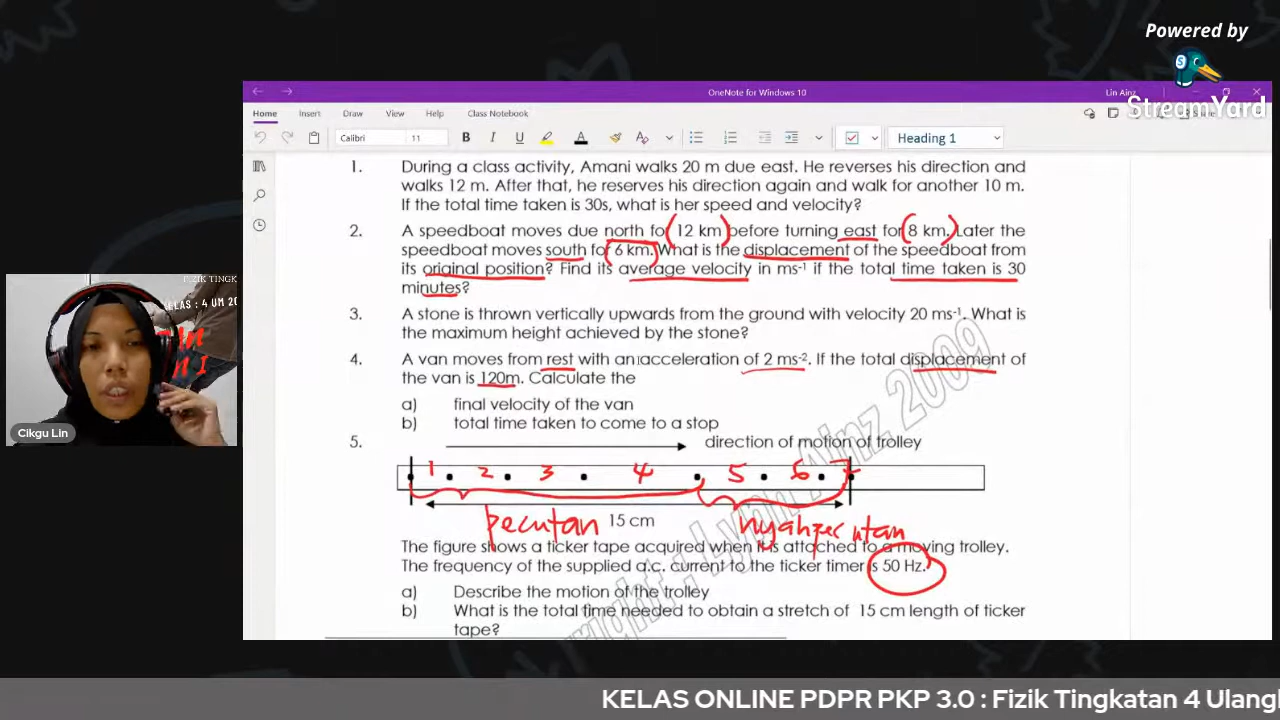 Powered by
StreamYard
OneNote for Windows 10
Lin Ainz
Home Insert Draw View Help Class Notebook
Calibri 11 B I U A Heading 1
1. During a class activity, Amani walks 20 m due east. He reverses his direction and
walks 12 m. After that, he reserves his direction again and walk for another 10 m.
If the total time taken is 30s, what is her speed and velocity?
2. A speedboat moves due north for (12 km) before turning east for (8 km.) Later the
speedboat moves south for (6 km.) What is the displacement of the speedboat from
its original position? Find its average velocity in ms-1 if the total time taken is 30
minutes?
3. A stone is thrown vertically upwards from the ground with velocity 20 ms-1. What is
the maximum height achieved by the stone?
4. A van moves from rest with an acceleration of 2 ms-2. If the total displacement of
the van is 120m. Calculate the
a) final velocity of the van
b) total time taken to come to a stop
5. direction of motion of trolley
1 2 3 4 5 6 7
15 cm
pecutan nyahpecutan
The figure shows a ticker tape acquired when it is attached to a moving trolley.
The frequency of the supplied a.c. current to the ticker timer is 50 Hz.
a) Describe the motion of the trolley
b) What is the total time needed to obtain a stretch of 15 cm length of ticker
tape?
FIZIK TINGK
KELAS : 4 UM 20
Cikgu Lin
KELAS ONLINE PDPR PKP 3.0 : Fizik Tingkatan 4 Ulang